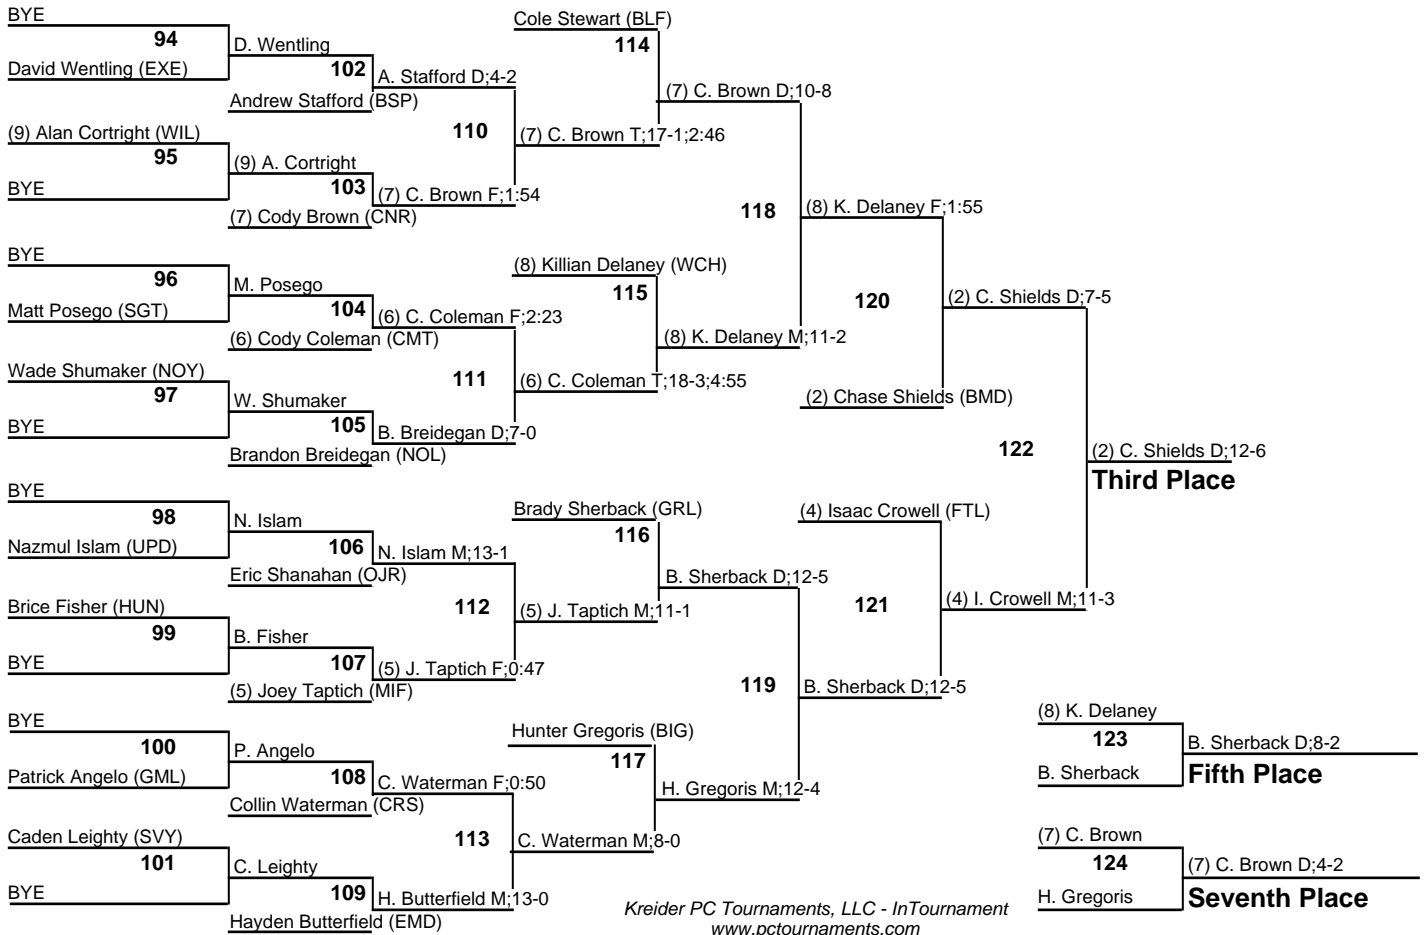 BYE
94
David Wentling (EXE)
D. Wentling
102
Andrew Stafford (BSP)
A. Stafford D;4-2
(9) Alan Cortright (WIL)
95
BYE
(9) A. Cortright
103
(7) Cody Brown (CNR)
(7) C. Brown F;1:54
110
Cole Stewart (BLF)
114
(7) C. Brown T;17-1;2:46
(7) C. Brown D;10-8
BYE
96
Matt Posego (SGT)
M. Posego
104
(6) Cody Coleman (CMT)
(6) C. Coleman F;2:23
Wade Shumaker (NOY)
97
BYE
W. Shumaker
105
Brandon Breidegan (NOL)
B. Breidegan D;7-0
111
(8) Killian Delaney (WCH)
115
(6) C. Coleman T;18-3;4:55
(8) K. Delaney M;11-2
118
(8) K. Delaney F;1:55
120
(2) Chase Shields (BMD)
(2) C. Shields D;7-5
BYE
98
Nazmul Islam (UPD)
N. Islam
106
Eric Shanahan (OJR)
N. Islam M;13-1
Brice Fisher (HUN)
99
BYE
B. Fisher
107
(5) Joey Taptich (MIF)
(5) J. Taptich F;0:47
112
Brady Sherback (GRL)
116
(5) J. Taptich M;11-1
B. Sherback D;12-5
BYE
100
Patrick Angelo (GML)
P. Angelo
108
Collin Waterman (CRS)
C. Waterman F;0:50
Caden Leighty (SVY)
101
BYE
C. Leighty
109
Hayden Butterfield (EMD)
H. Butterfield M;13-0
113
Hunter Gregoris (BIG)
117
C. Waterman M;8-0
H. Gregoris M;12-4
119
B. Sherback D;12-5
(4) Isaac Crowell (FTL)
121
(4) I. Crowell M;11-3
122
(2) C. Shields D;12-6
Third Place
(8) K. Delaney
123
B. Sherback
B. Sherback D;8-2
Fifth Place
(7) C. Brown
124
H. Gregoris
(7) C. Brown D;4-2
Seventh Place
Kreider PC Tournaments, LLC - InTournament
www.pctournaments.com